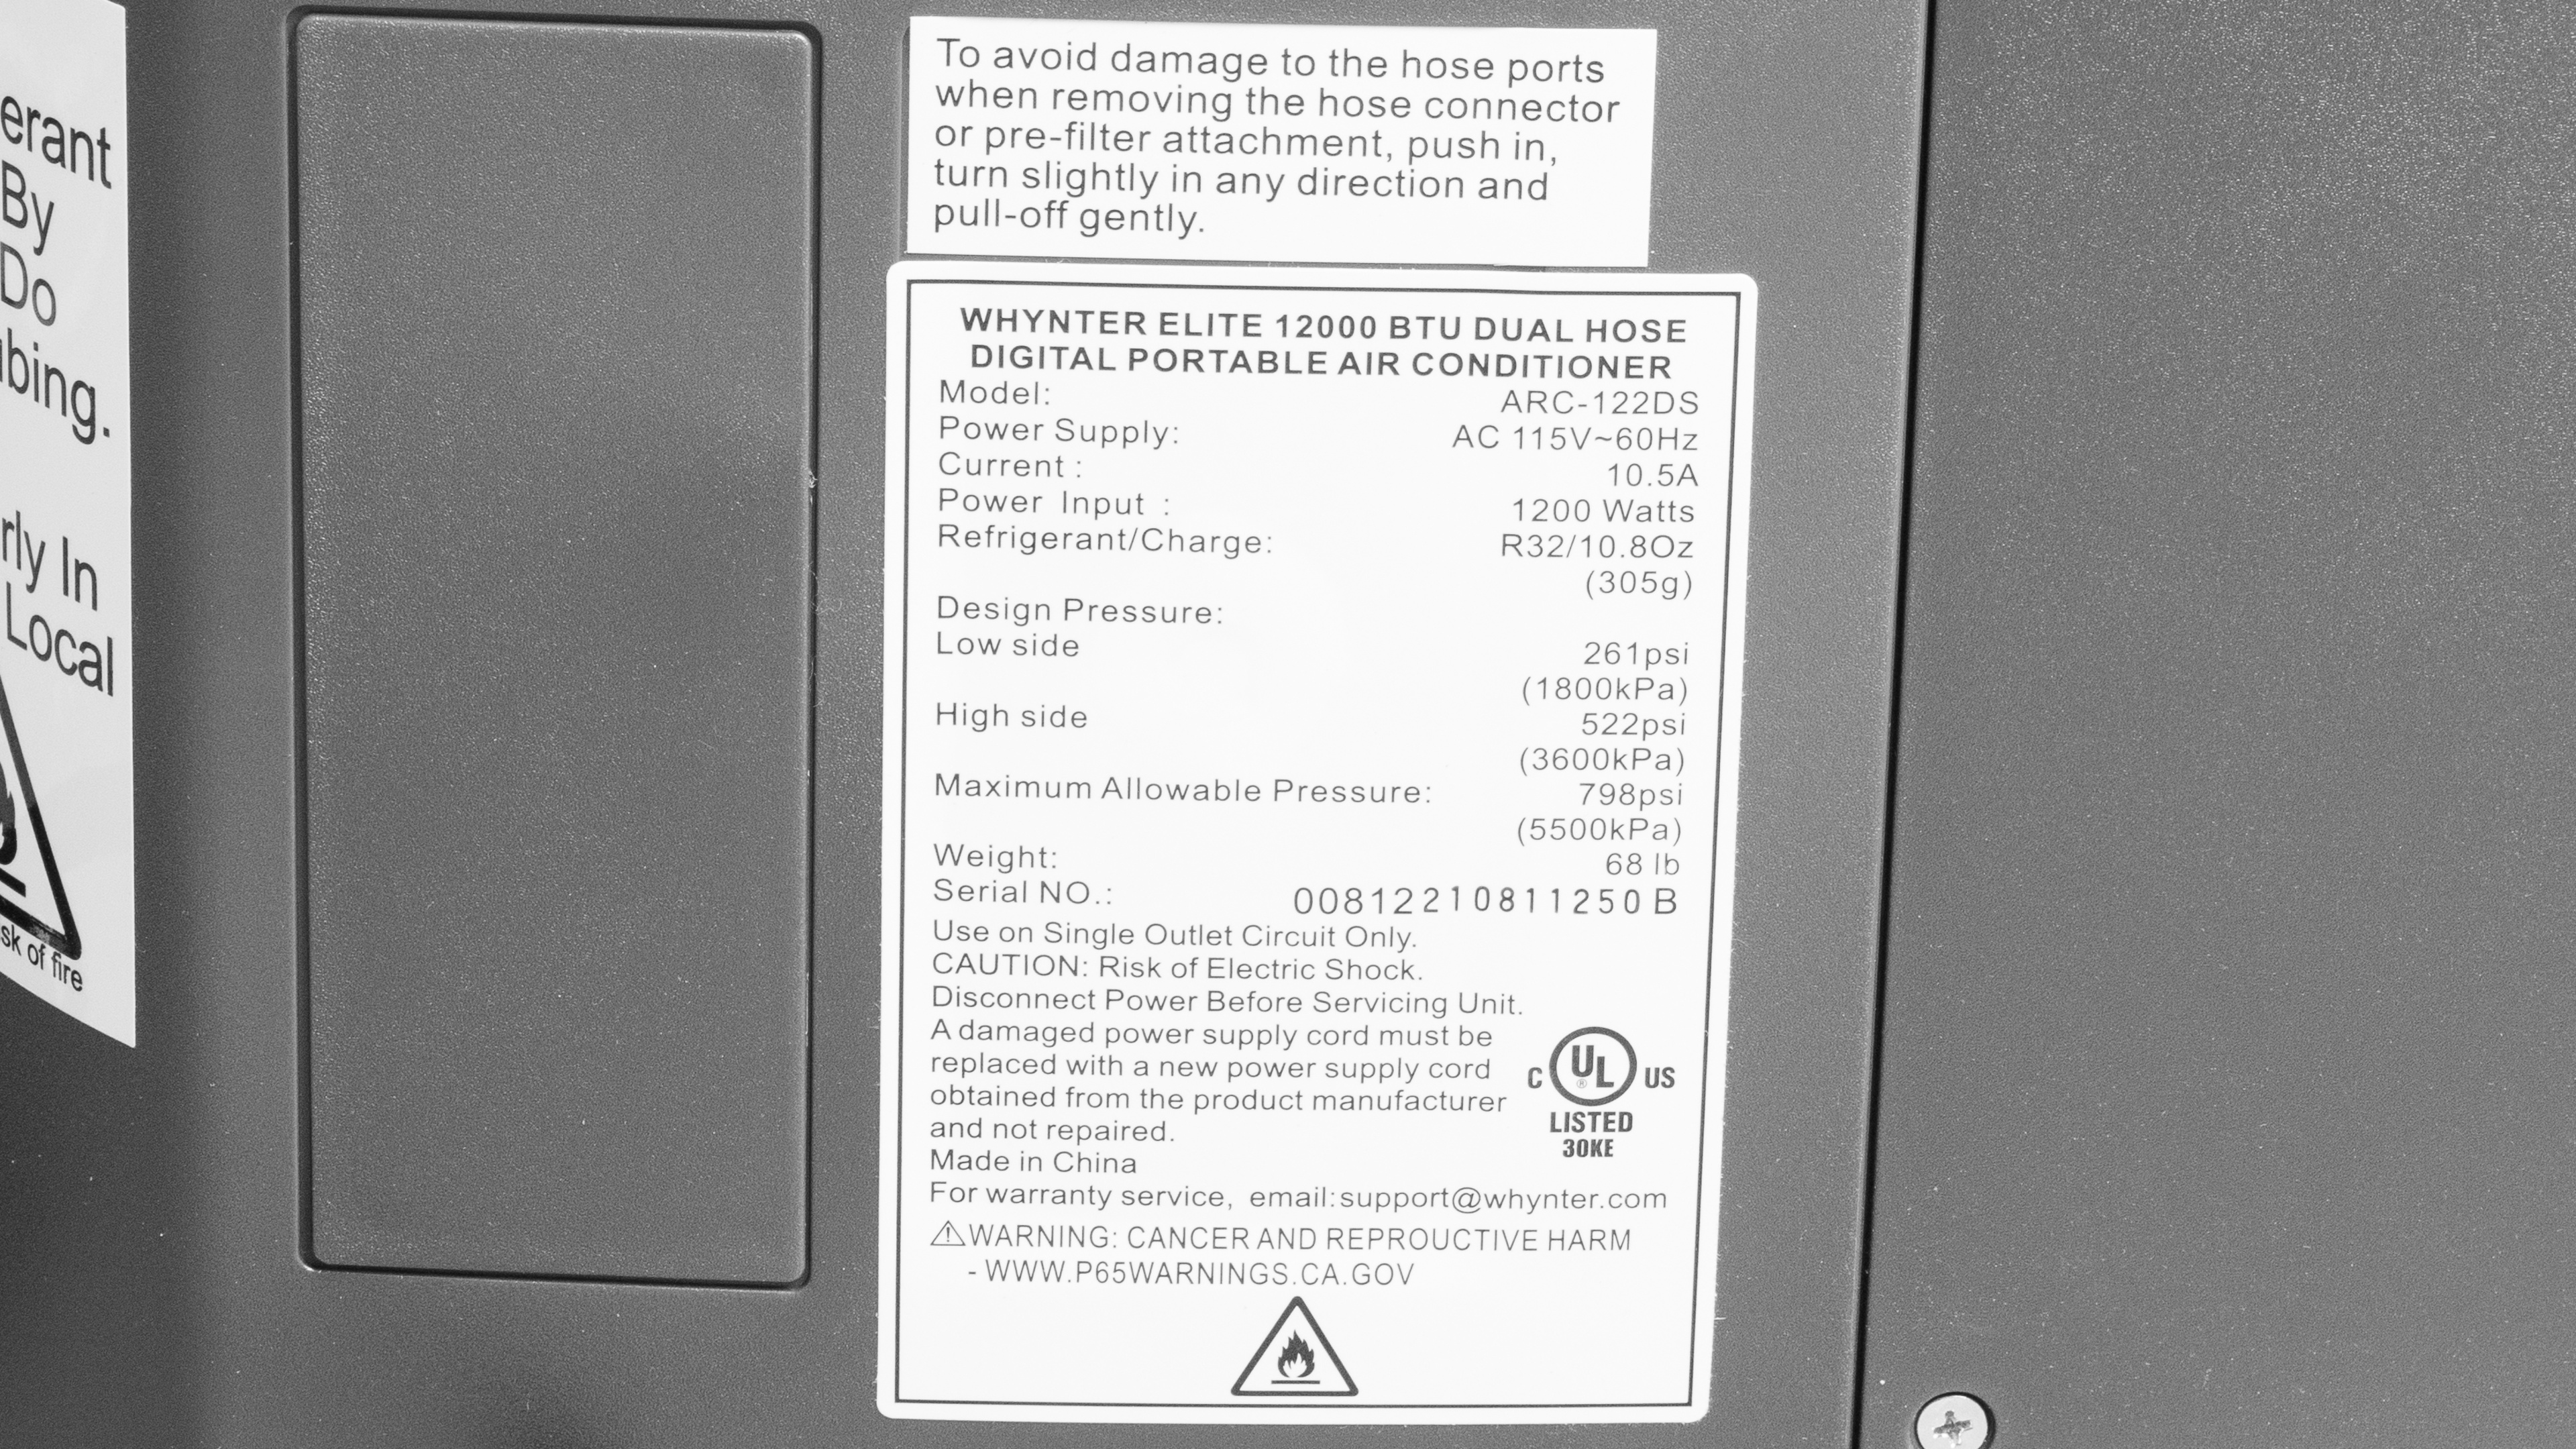 erant
By
Do
bing.
rly In
Local
sk of fire
To avoid damage to the hose ports
when removing the hose connector
or pre-filter attachment, push in,
turn slightly in any direction and
pull-off gently.
WHYNTER ELITE 12000 BTU DUAL HOSE
DIGITAL PORTABLE AIR CONDITIONER
Model: ARC-122DS
Power Supply: AC 115V~60Hz
Current : 10.5A
Power Input : 1200 Watts
Refrigerant/Charge: R32/10.8Oz
(305g)
Design Pressure:
Low side 261psi
(1800kPa)
High side 522psi
(3600kPa)
Maximum Allowable Pressure: 798psi
(5500kPa)
Weight: 68 lb
Serial NO.: 00812210811250B
Use on Single Outlet Circuit Only.
CAUTION: Risk of Electric Shock.
Disconnect Power Before Servicing Unit.
A damaged power supply cord must be
replaced with a new power supply cord
obtained from the product manufacturer
and not repaired.
C UL ® US
LISTED
30KE
Made in China
For warranty service, email:support@whynter.com
⚠WARNING: CANCER AND REPROUCTIVE HARM
- WWW.P65WARNINGS.CA.GOV